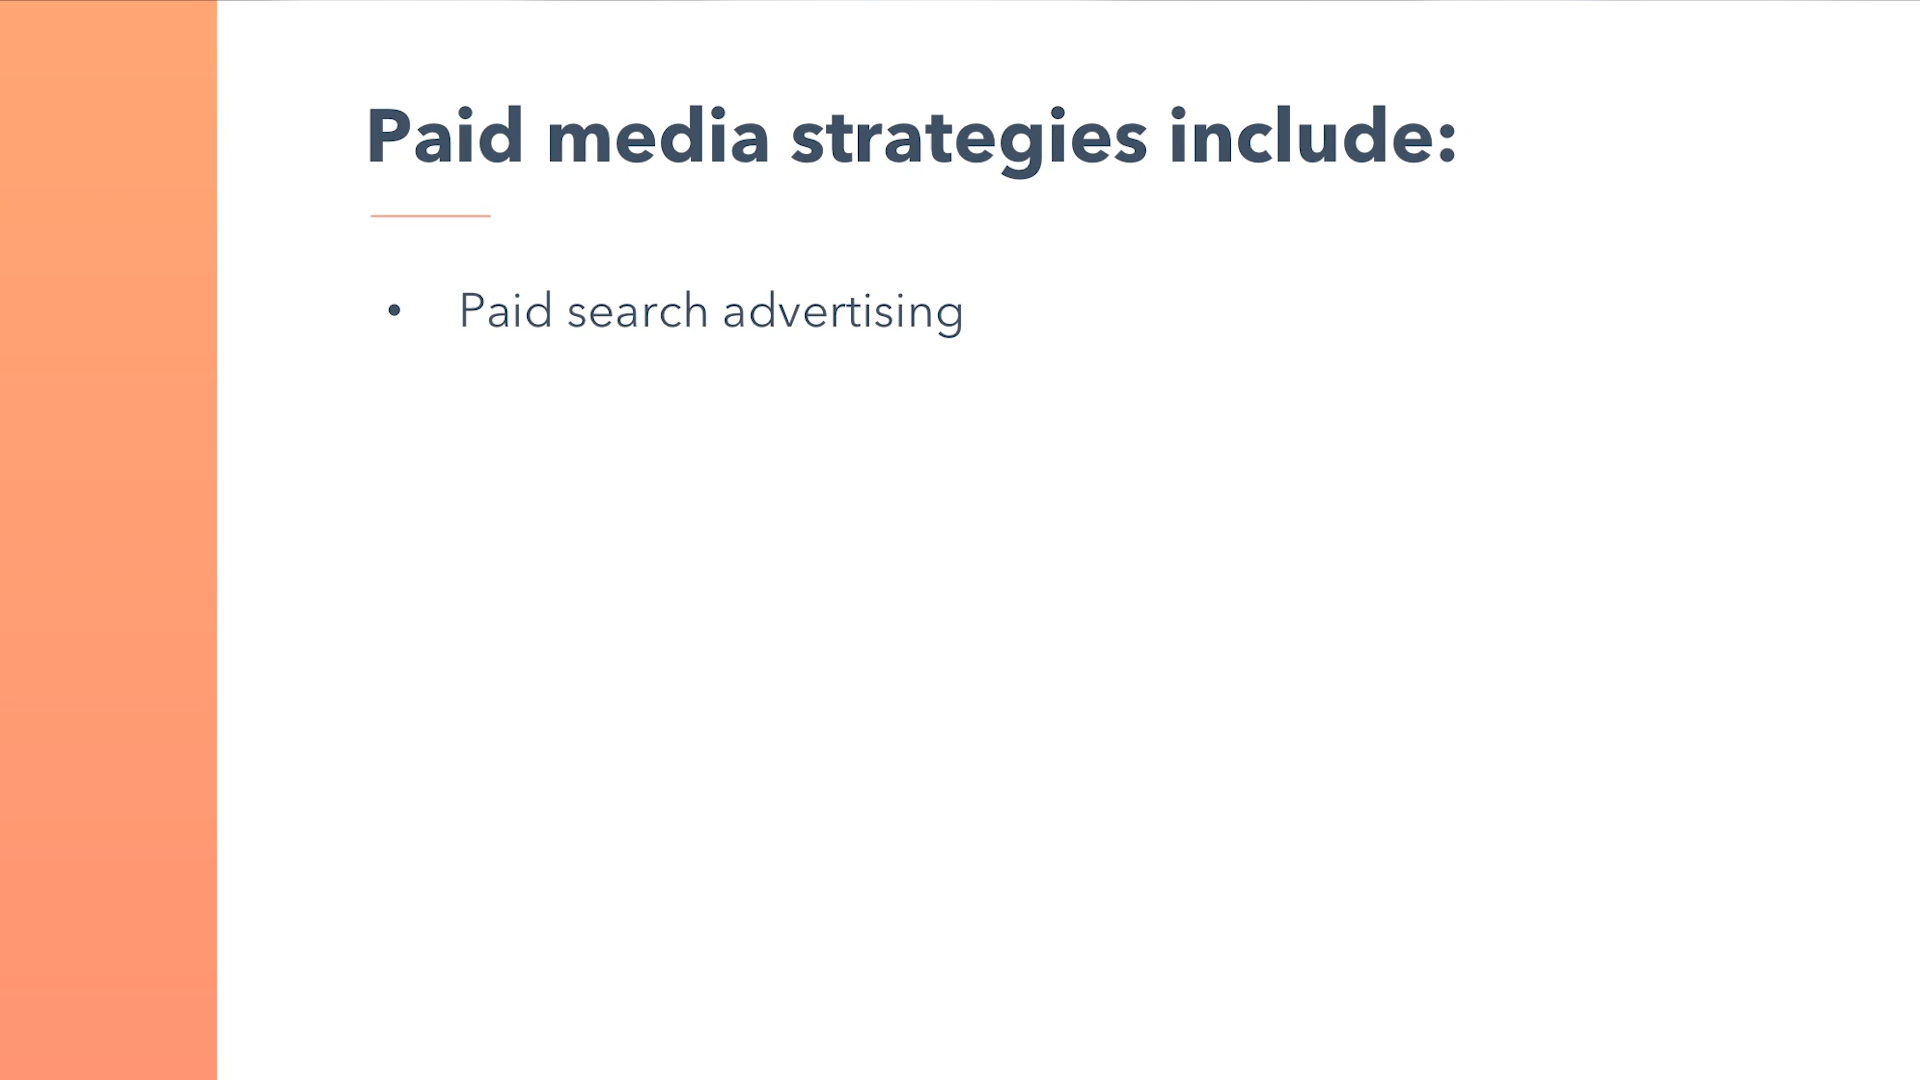 Paid media strategies include:
• Paid search advertising